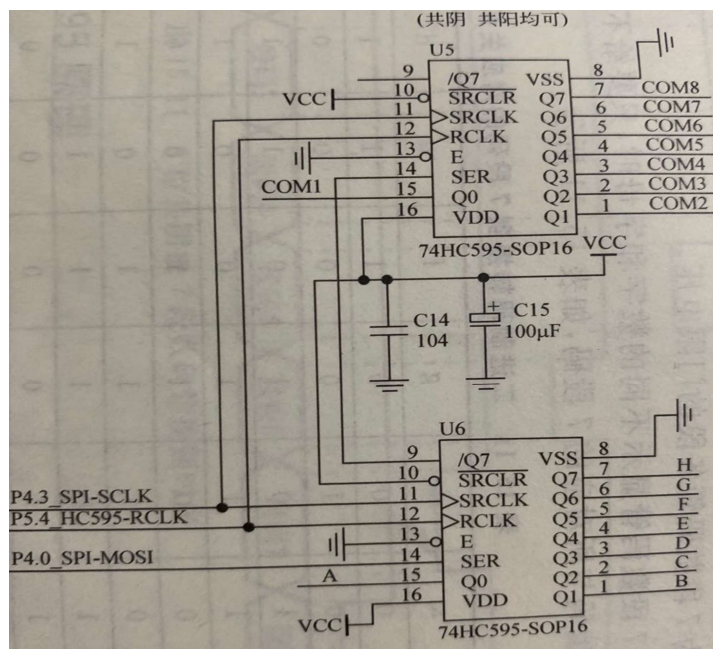 (共阴 共阳均可)
U5
9 /Q7 VSS 8
VCC 10 SRCLR Q7 7 COM8
11 SRCLK Q6 6 COM7
12 RCLK Q5 5 COM6
13 E Q4 4 COM5
14 SER Q3 3 COM4
COM1 15 Q0 Q2 2 COM3
16 VDD Q1 1 COM2
74HC595-SOP16
VCC
C14
104
+ C15
100μF
U6
9 /Q7 VSS 8
10 SRCLR Q7 7 H
P4.3_SPI-SCLK 11 SRCLK Q6 6 G
P5.4_HC595-RCLK 12 RCLK Q5 5 F
13 E Q4 4 E
P4.0_SPI-MOSI 14 SER Q3 3 D
A 15 Q0 Q2 2 C
VCC 16 VDD Q1 1 B
74HC595-SOP16